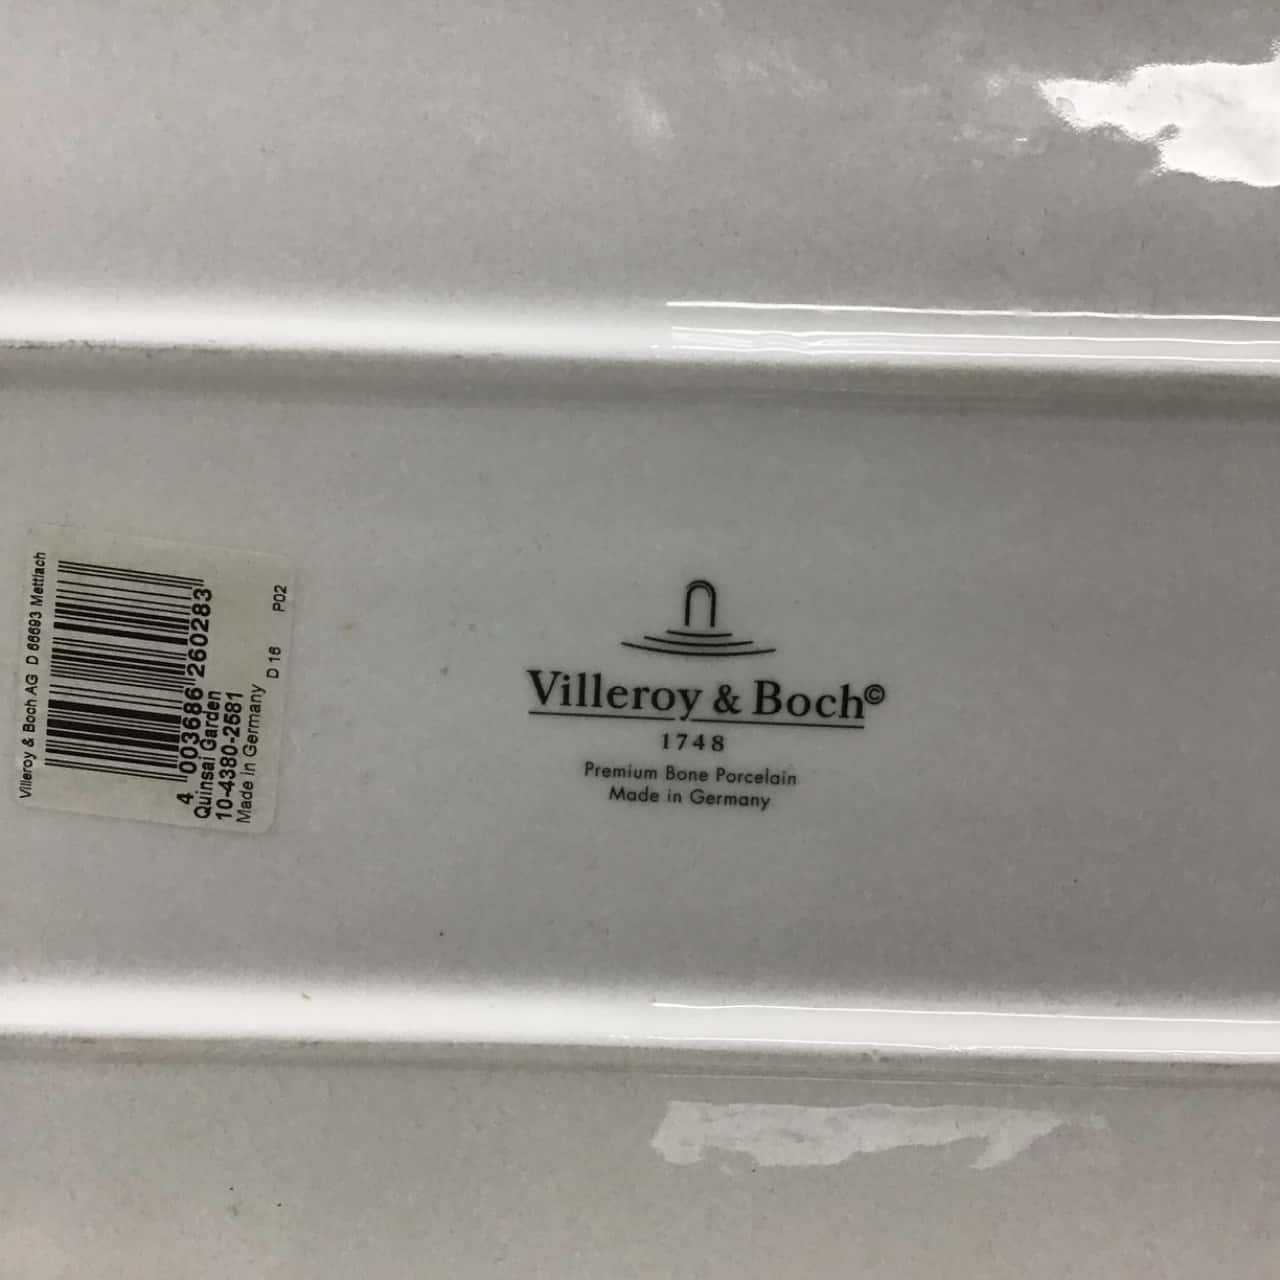 Villeroy & Boch AG D 66693 Mettlach
4 003686 260283
Quinsai Garden
10-4380-2581
Made in Germany
D 16 P02
Villeroy & Boch©
1748
Premium Bone Porcelain
Made in Germany